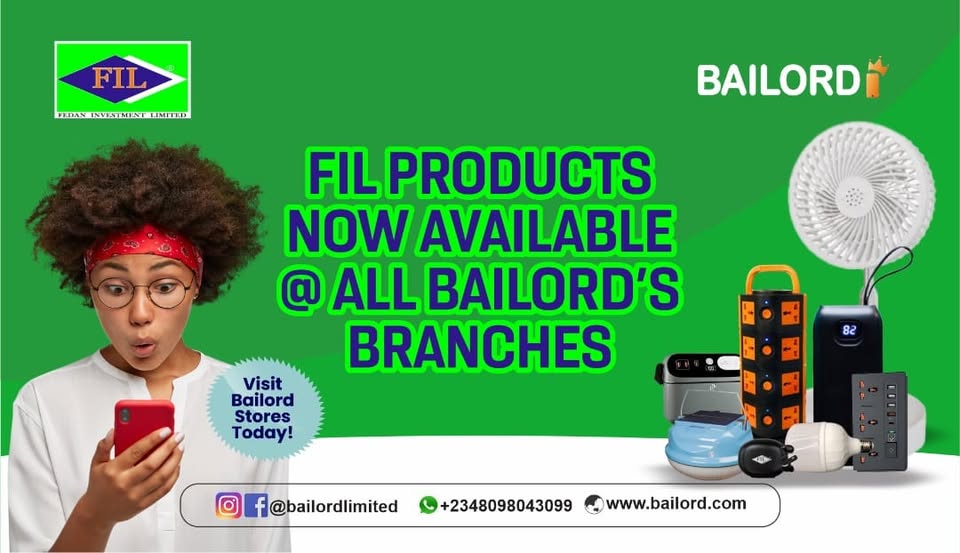 FIL®
FEDAN INVESTMENT LIMITED
BAILORD
FIL PRODUCTS
NOW AVAILABLE
@ ALL BAILORD'S
BRANCHES
Visit
Bailord
Stores
Today!
82
@bailordlimited +2348098043099 www.bailord.com